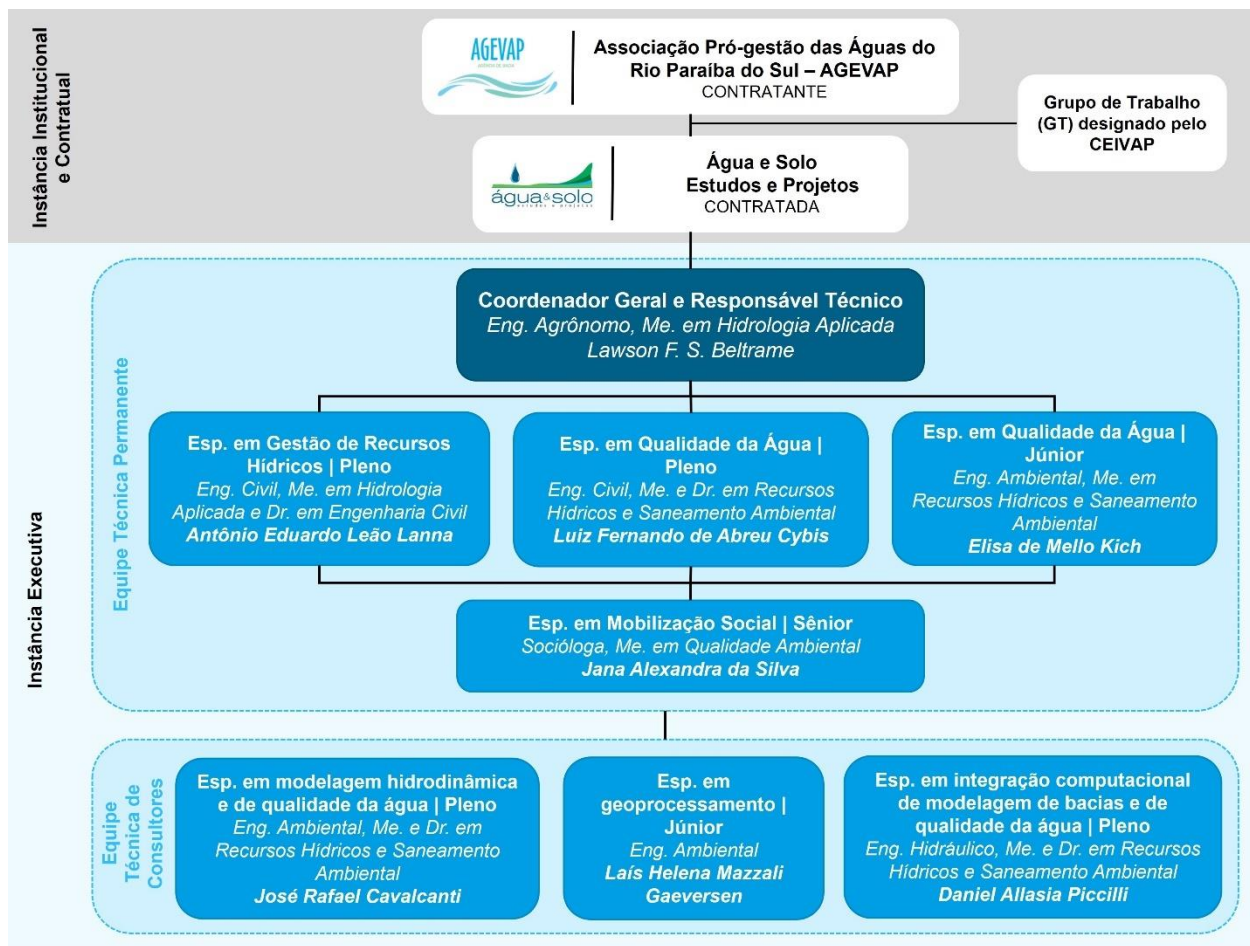 Instância Institucional
e Contratual
AGEVAP
Associação Pró-gestão das Águas do
Rio Paraíba do Sul – AGEVAP
CONTRATANTE
Grupo de Trabalho
(GT) designado pelo
CEIVAP
água&solo
estudos e projetos
Água e Solo
Estudos e Projetos
CONTRATADA
Instância Executiva
Equipe Técnica Permanente
Coordenador Geral e Responsável Técnico
Eng. Agrônomo, Me. em Hidrologia Aplicada
Lawson F. S. Beltrame
Esp. em Gestão de Recursos
Hídricos | Pleno
Eng. Civil, Me. em Hidrologia
Aplicada e Dr. em Engenharia Civil
Antônio Eduardo Leão Lanna
Esp. em Qualidade da Água |
Pleno
Eng. Civil, Me. e Dr. em Recursos
Hídricos e Saneamento Ambiental
Luiz Fernando de Abreu Cybis
Esp. em Qualidade da Água |
Júnior
Eng. Ambiental, Me. em
Recursos Hídricos e Saneamento
Ambiental
Elisa de Mello Kich
Esp. em Mobilização Social | Sênior
Socióloga, Me. em Qualidade Ambiental
Jana Alexandra da Silva
Equipe
Técnica de
Consultores
Esp. em modelagem hidrodinâmica
e de qualidade da água | Pleno
Eng. Ambiental, Me. e Dr. em
Recursos Hídricos e Saneamento
Ambiental
José Rafael Cavalcanti
Esp. em
geoprocessamento |
Júnior
Eng. Ambiental
Laís Helena Mazzali
Gaeversen
Esp. em integração computacional
de modelagem de bacias e de
qualidade da água | Pleno
Eng. Hidráulico, Me. e Dr. em Recursos
Hídricos e Saneamento Ambiental
Daniel Allasia Piccilli